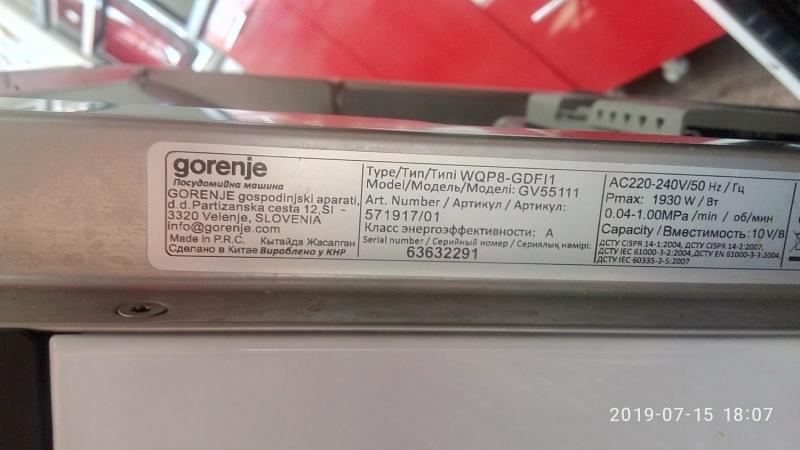 gorenje
Посудомийна машина
GORENJE gospodinjski aparati,
d.d.Partizanska cesta 12,SI -
3320 Velenje, SLOVENIA
info@gorenje.com
Made in P.R.C. Кытайда Жасалган
Сделано в Китае Вироблено у КНР
Type/Тип/Типі WQP8-GDFI1
Model/Модель/Моделі: GV55111
Art. Number / Артикул / Артикул:
571917/01
Класс энергоэффективности: A
Serial number / Серийный номер / Сериялық нөмірі:
63632291
AC220-240V/50 Hz / Гц
Pmax: 1930 W / Вт
0.04-1.00MPa /min / об/мин
Capacity / Вместимость: 10 V/В
ДСТУ CISPR 14-1:2004, ДСТУ CISPR 14-2:2007,
ДСТУ IEC 61000-3-2:2004, ДСТУ EN 61000-3-3:2004,
ДСТУ IEC 60335-2-5:2007
2019-07-15 18:07